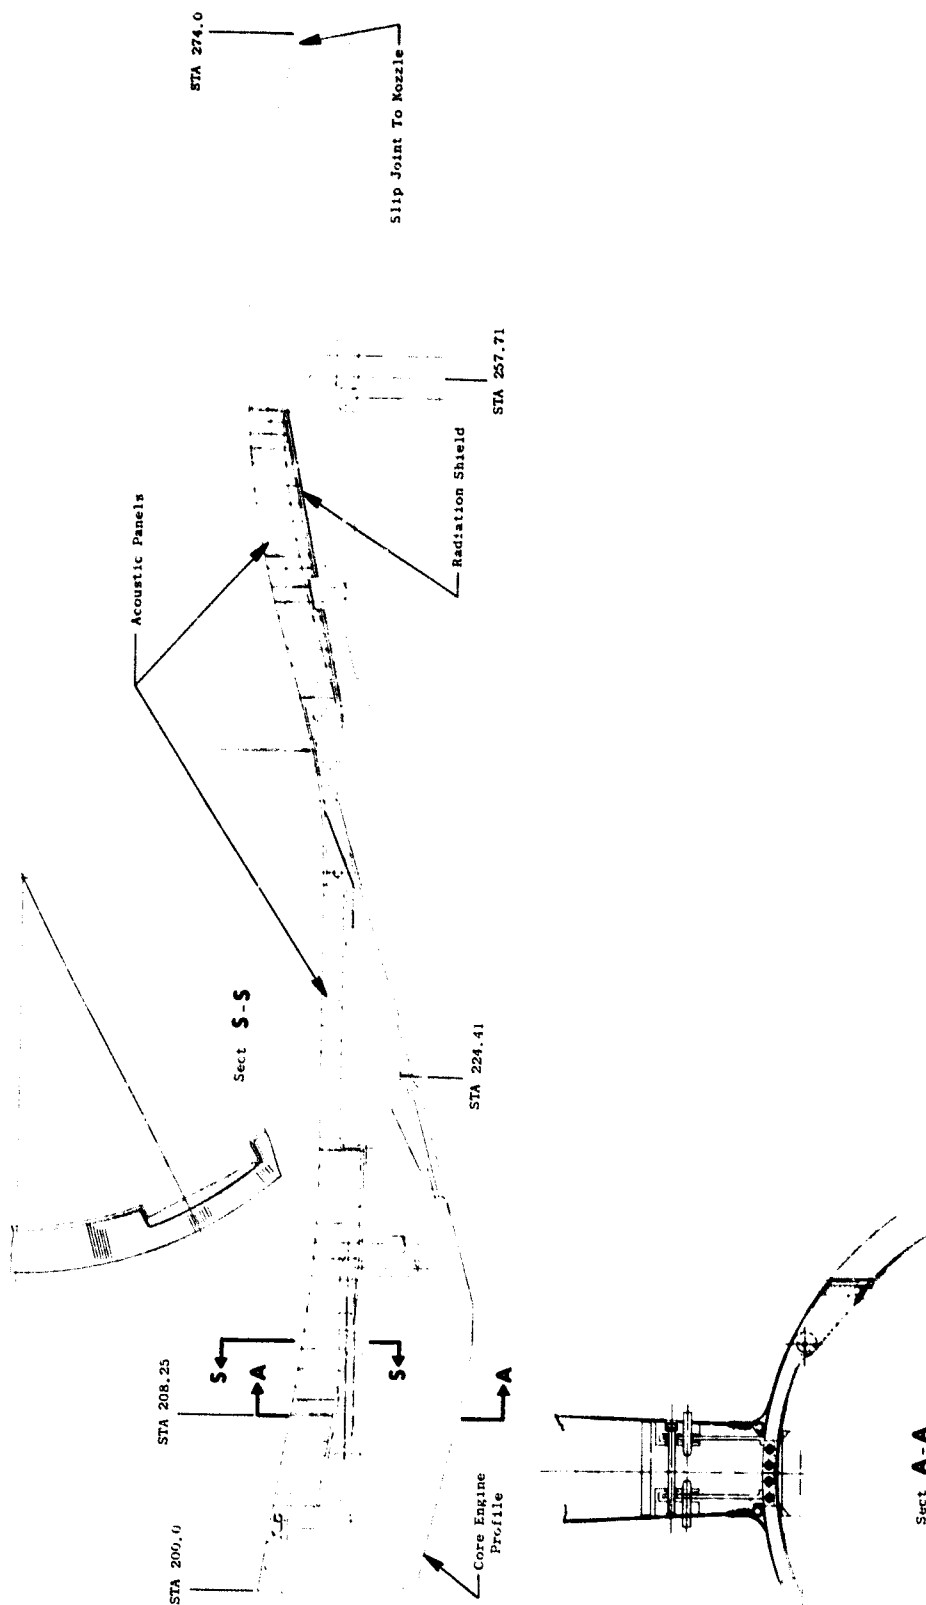 STA 274.0
Slip Joint To Nozzle
STA 257.71
Acoustic Panels
Radiation Shield
Sect S-S
STA 224.41
S
S
A
A
STA 208.25
STA 200.0
Core Engine
Profile
Sect A-A